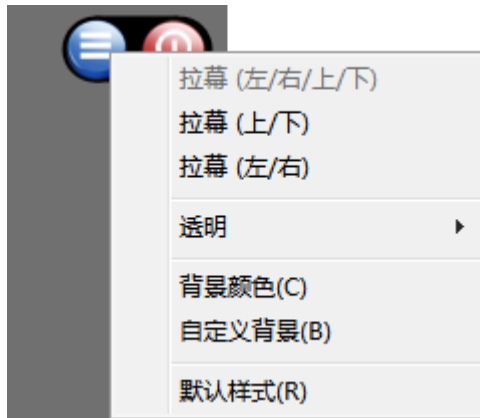 拉幕 (左/右/上/下)
拉幕 (上/下)
拉幕 (左/右)
透明
背景颜色(C)
自定义背景(B)
默认样式(R)